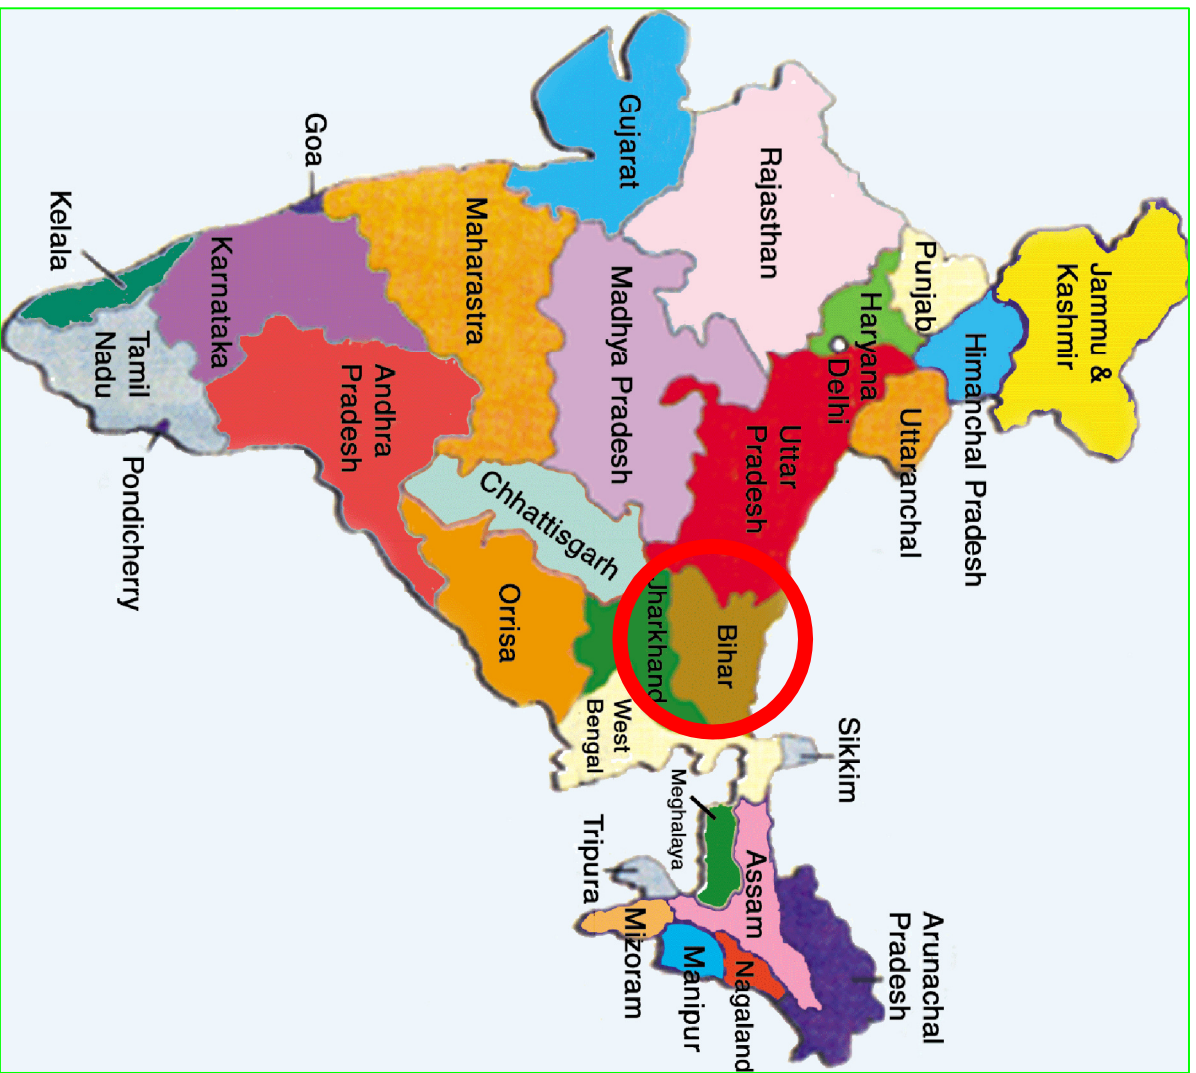 Jammu &
Kashmir
Himanchal Pradesh
Punjab
Uttaranchal
Haryana
Delhi
Rajasthan
Uttar
Pradesh
Bihar
Sikkim
Arunachal
Pradesh
Assam
Nagaland
Manipur
Mizoram
Tripura
Meghalaya
West
Bengal
Jharkhand
Gujarat
Madhya Pradesh
Chhattisgarh
Orrisa
Maharastra
Andhra
Pradesh
Goa
Karnataka
Kelala
Tamil
Nadu
Pondicherry